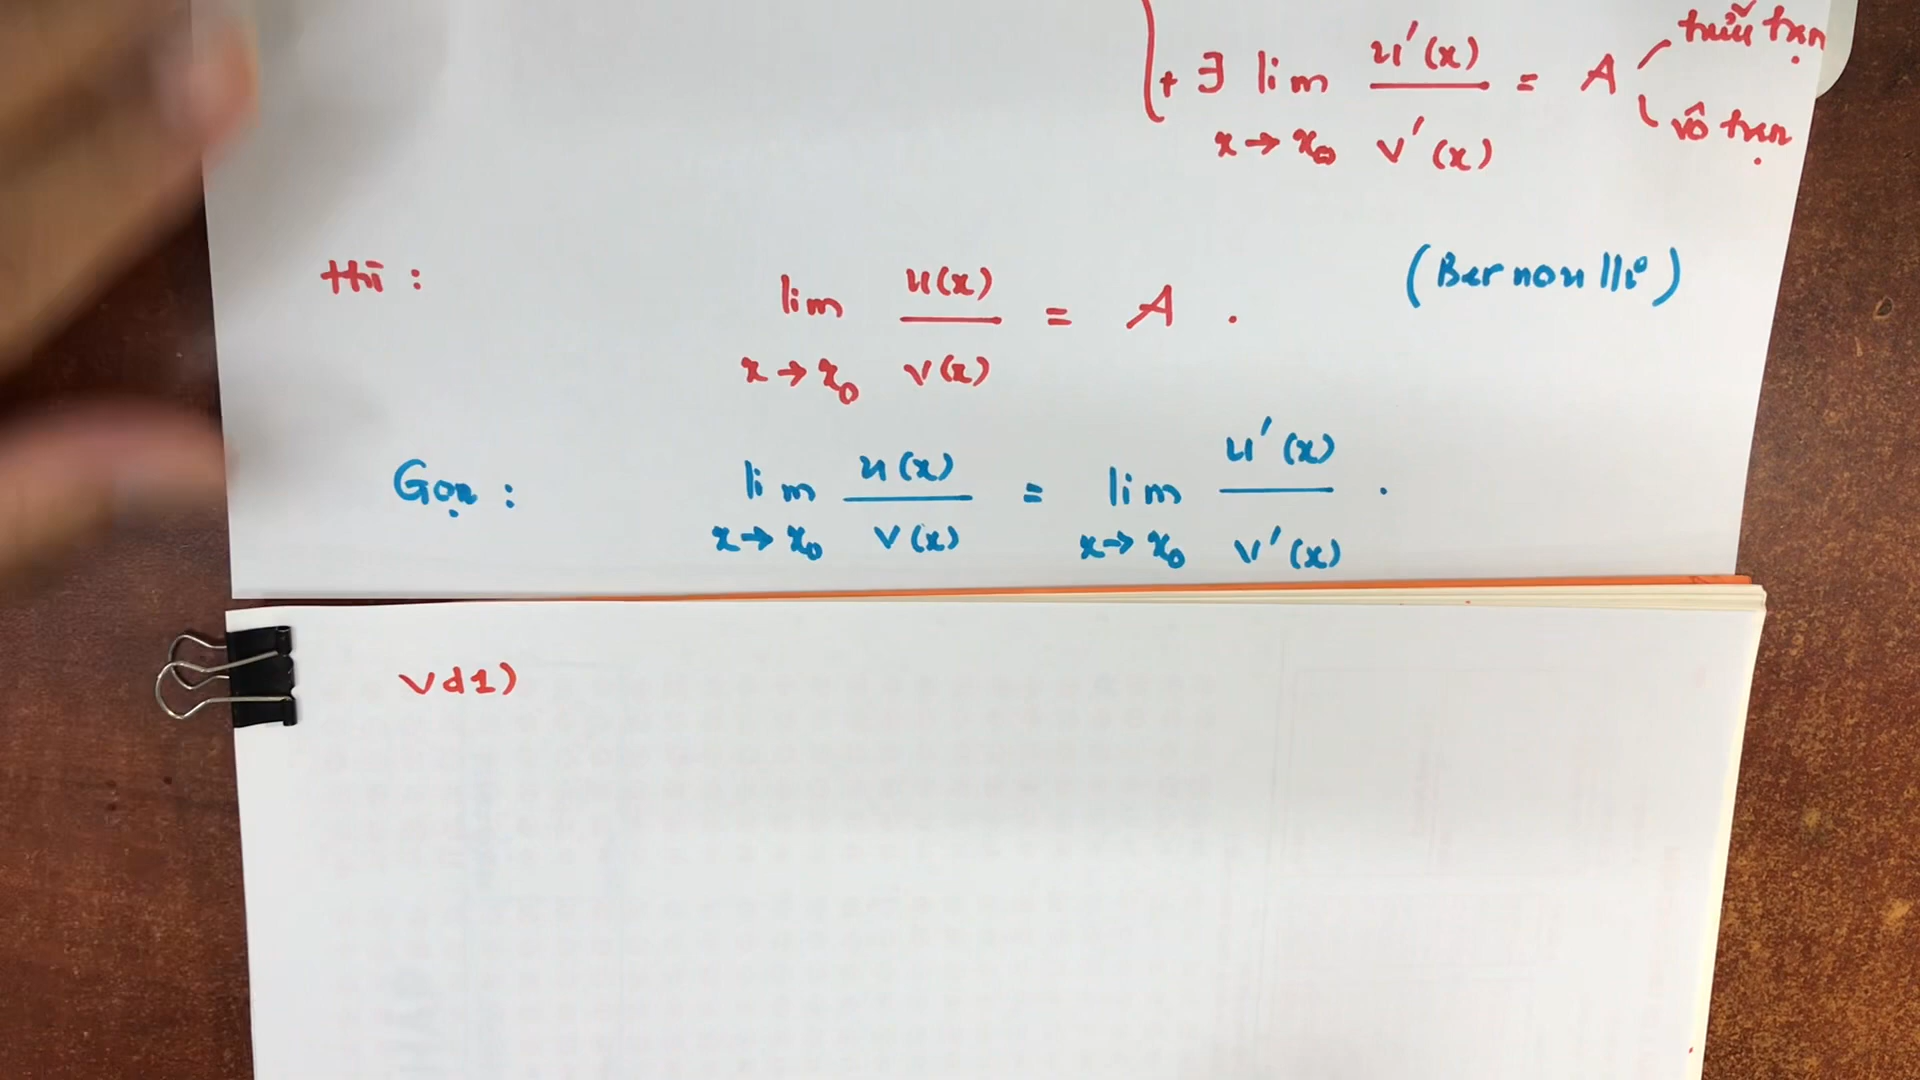 + ∃ lim u'(x) / v'(x) = A hữu hạn
x → x₀ vô hạn
thì : lim u(x) / v(x) = A . (Bernoulli)
x → x₀
Gọn : lim u(x) / v(x) = lim u'(x) / v'(x) .
x → x₀ x → x₀
Vd1)